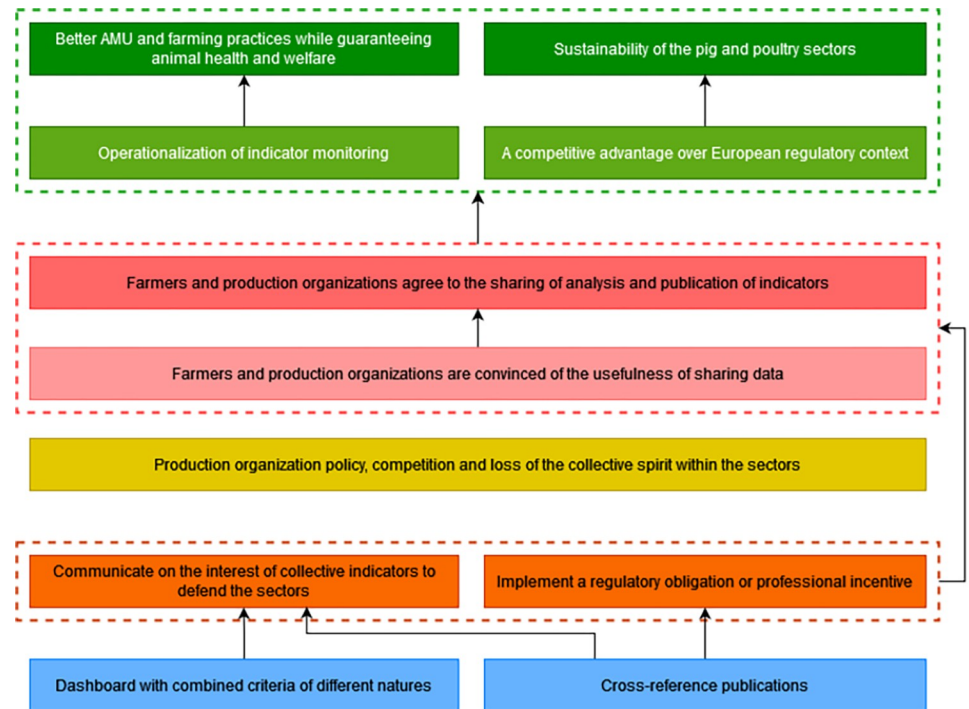 Better AMU and farming practices while guaranteeing
animal health and welfare
Sustainability of the pig and poultry sectors
Operationalization of indicator monitoring
A competitive advantage over European regulatory context
Farmers and production organizations agree to the sharing of analysis and publication of indicators
Farmers and production organizations are convinced of the usefulness of sharing data
Production organization policy, competition and loss of the collective spirit within the sectors
Communicate on the interest of collective indicators to
defend the sectors
Implement a regulatory obligation or professional incentive
Dashboard with combined criteria of different natures
Cross-reference publications